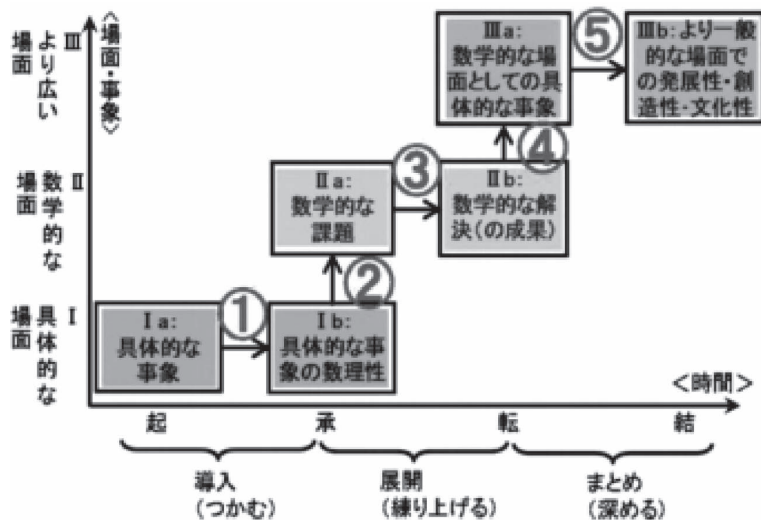 〈場面・事象〉
Ⅲ
より広い
場面
Ⅱ
数学的な
場面
Ⅰ
具体的な
場面
Ⅲa:
数学的な場
面としての具
体的な事象
⑤
Ⅲb:より一般
的な場面で
の発展性・創
造性・文化性
④
Ⅱa:
数学的な
課題
③
Ⅱb:
数学的な解
決(の成果)
②
Ⅰa:
具体的な
事象
①
Ⅰb:
具体的な事
象の数理性
<時間>
起 承 転 結
導入
(つかむ)
展開
(練り上げる)
まとめ
(深める)